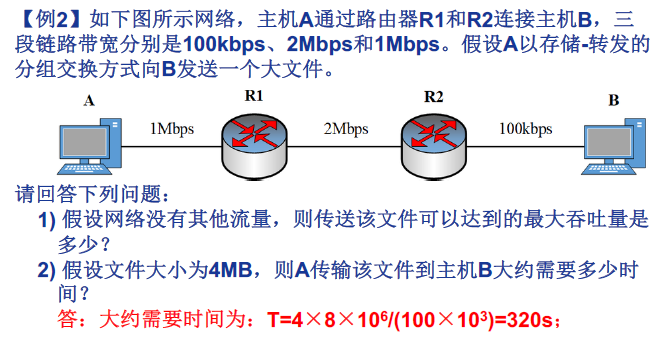 【例2】如下图所示网络，主机A通过路由器R1和R2连接主机B，三
段链路带宽分别是100kbps、2Mbps和1Mbps。假设A以存储-转发的
分组交换方式向B发送一个大文件。
A R1 R2 B
1Mbps 2Mbps 100kbps
请回答下列问题：
1) 假设网络没有其他流量，则传送该文件可以达到的最大吞吐量是
多少？
2) 假设文件大小为4MB，则A传输该文件到主机B大约需要多少时
间？
答：大约需要时间为：T=4×8×10⁶/(100×10³)=320s；